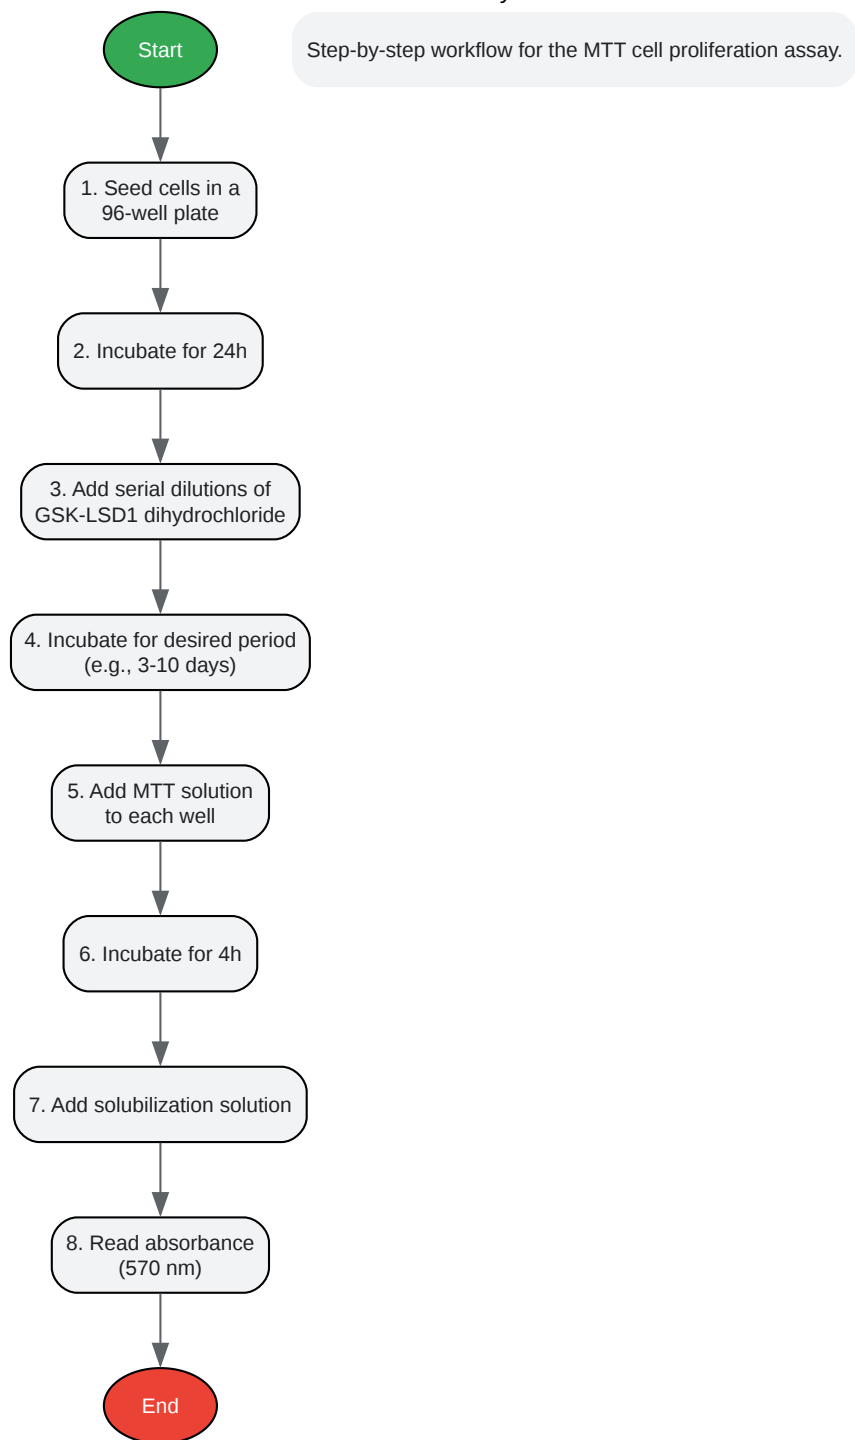 Start
Step-by-step workflow for the MTT cell proliferation assay.
1. Seed cells in a
96-well plate
2. Incubate for 24h
3. Add serial dilutions of
GSK-LSD1 dihydrochloride
4. Incubate for desired period
(e.g., 3-10 days)
5. Add MTT solution
to each well
6. Incubate for 4h
7. Add solubilization solution
8. Read absorbance
(570 nm)
End